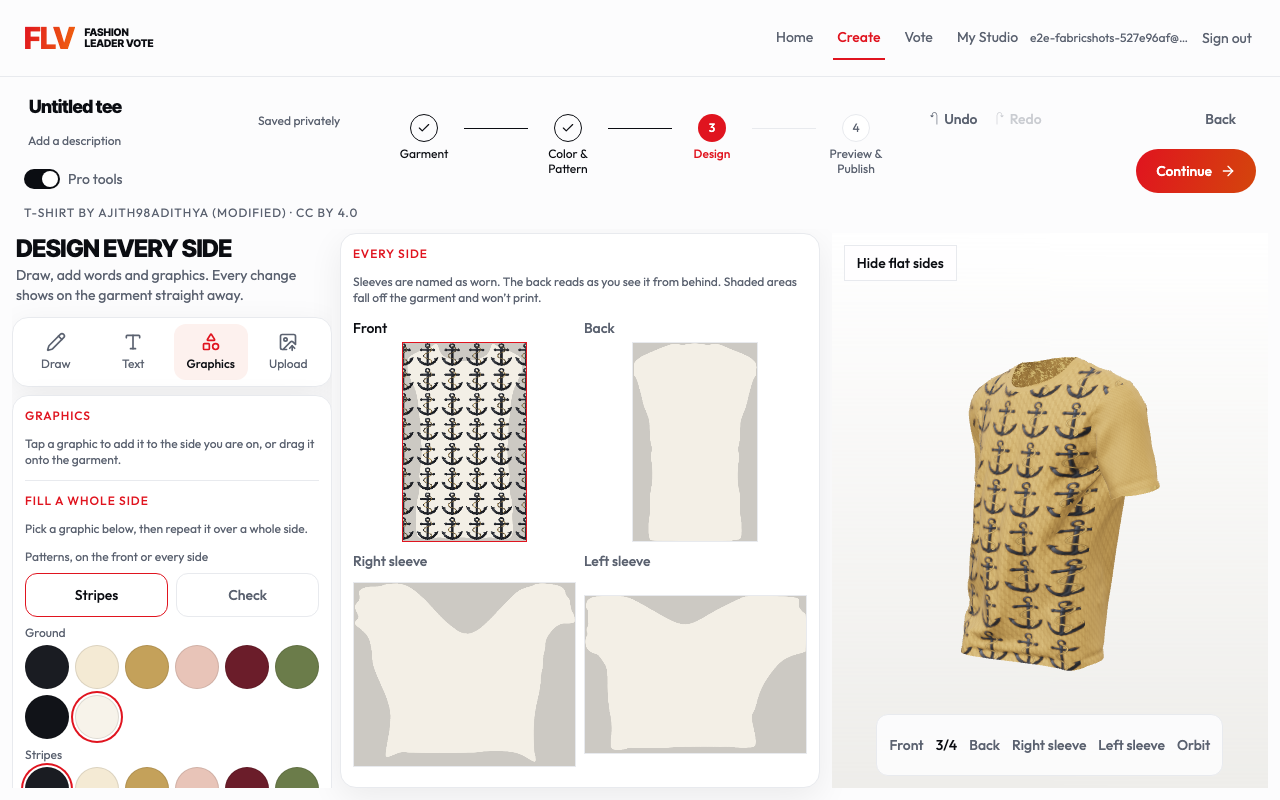 FLV
FASHION
LEADER VOTE
Home
Create
Vote
My Studio
e2e-fabricshots-527e96af@...
Sign out
Untitled tee
Add a description
Pro tools
Saved privately
Garment
Color &
Pattern
3
Design
4
Preview &
Publish
Undo
Redo
Back
Continue
T-SHIRT BY AJITH98ADITHYA (MODIFIED) · CC BY 4.0
DESIGN EVERY SIDE
Draw, add words and graphics. Every change
shows on the garment straight away.
Draw
Text
Graphics
Upload
GRAPHICS
Tap a graphic to add it to the side you are on, or drag it
onto the garment.
FILL A WHOLE SIDE
Pick a graphic below, then repeat it over a whole side.
Patterns, on the front or every side
Stripes
Check
Ground
Stripes
EVERY SIDE
Sleeves are named as worn. The back reads as you see it from behind. Shaded areas
fall off the garment and won't print.
Front
Back
Right sleeve
Left sleeve
Hide flat sides
Front
3/4
Back
Right sleeve
Left sleeve
Orbit